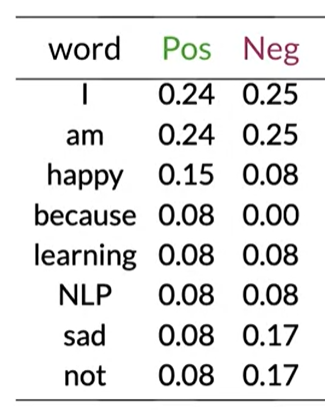 word Pos Neg
I 0.24 0.25
am 0.24 0.25
happy 0.15 0.08
because 0.08 0.00
learning 0.08 0.08
NLP 0.08 0.08
sad 0.08 0.17
not 0.08 0.17